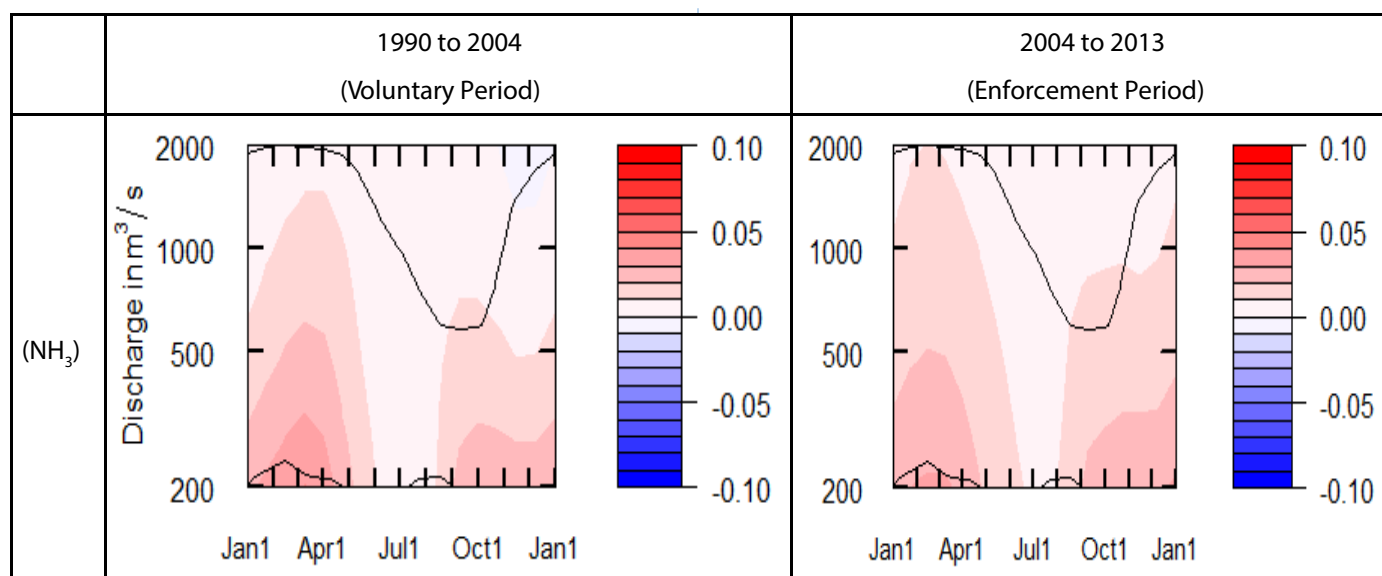 1990 to 2004
(Voluntary Period)
2004 to 2013
(Enforcement Period)
(NH₃)
Discharge in m³/ s
2000
1000
500
200
Jan1 Apr1 Jul1 Oct1 Jan1
0.10
0.05
0.00
-0.05
-0.10
2000
1000
500
200
Jan1 Apr1 Jul1 Oct1 Jan1
0.10
0.05
0.00
-0.05
-0.10